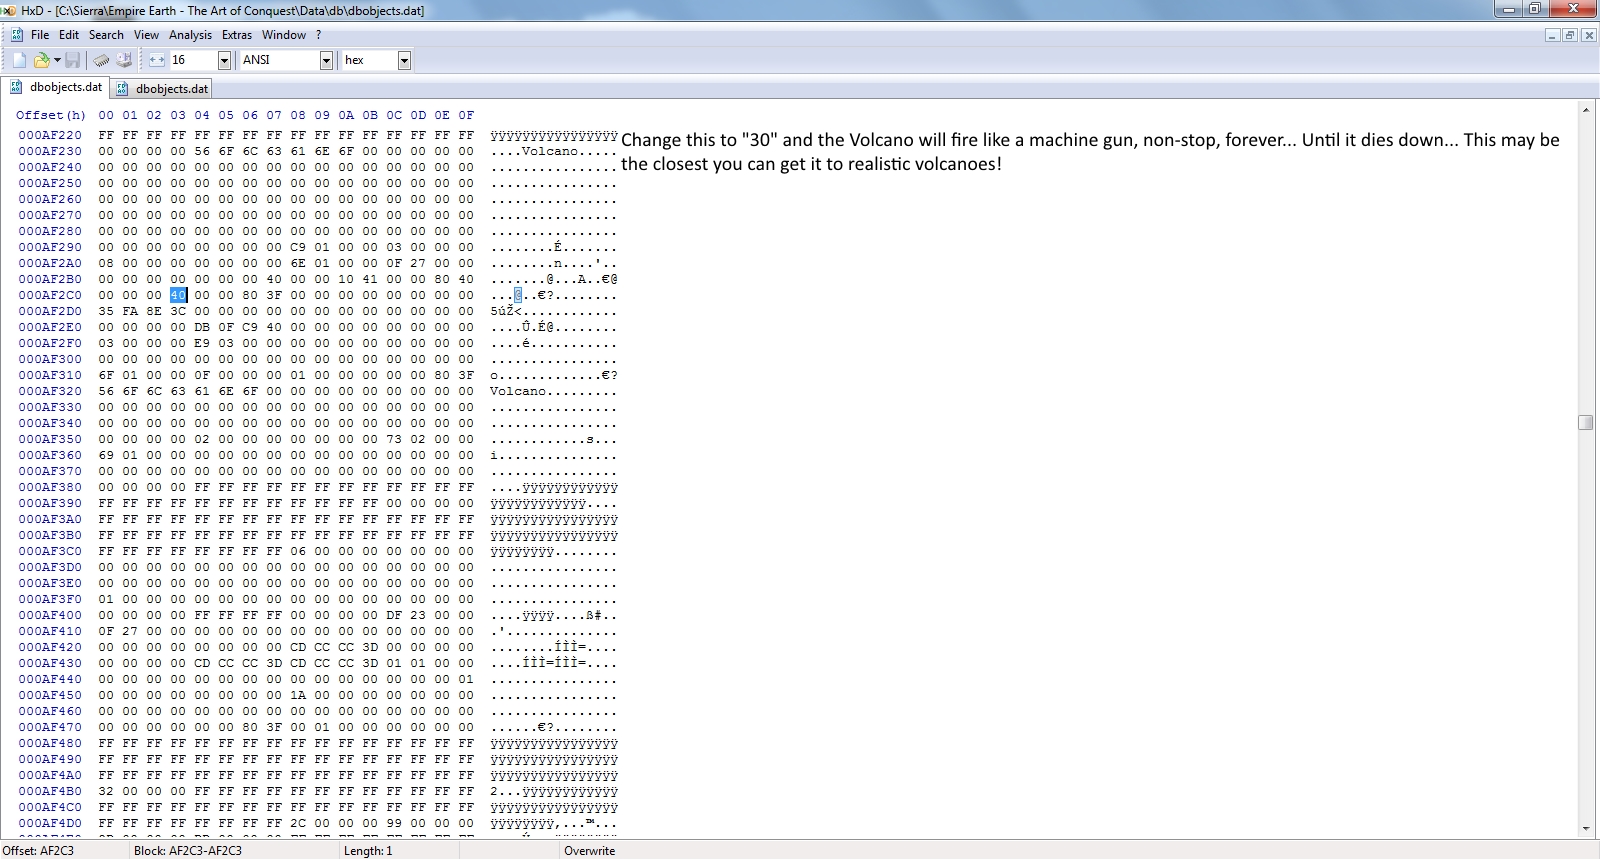 HxD - [C:\Sierra\Empire Earth - The Art of Conquest\Data\db\dbobjects.dat]
File Edit Search View Analysis Extras Window ?
16 ANSI hex
dbobjects.dat dbobjects.dat
Offset(h) 00 01 02 03 04 05 06 07 08 09 0A 0B 0C 0D 0E 0F
000AF220 FF FF FF FF FF FF FF FF FF FF FF FF FF FF FF FF ÿÿÿÿÿÿÿÿÿÿÿÿÿÿÿÿ
Change this to "30" and the Volcano will fire like a machine gun, non-stop, forever... Until it dies down... This may be
the closest you can get it to realistic volcanoes!
000AF230 00 00 00 00 56 6F 6C 63 61 6E 6F 00 00 00 00 00 ....Volcano.....
000AF240 00 00 00 00 00 00 00 00 00 00 00 00 00 00 00 00 ................
000AF250 00 00 00 00 00 00 00 00 00 00 00 00 00 00 00 00 ................
000AF260 00 00 00 00 00 00 00 00 00 00 00 00 00 00 00 00 ................
000AF270 00 00 00 00 00 00 00 00 00 00 00 00 00 00 00 00 ................
000AF280 00 00 00 00 00 00 00 00 00 00 00 00 00 00 00 00 ................
000AF290 00 00 00 00 00 00 00 00 C9 01 00 00 03 00 00 00 ........É.......
000AF2A0 08 00 00 00 00 00 00 00 6E 01 00 00 0F 27 00 00 ........n....'..
000AF2B0 00 00 00 00 00 00 00 40 00 00 10 41 00 00 80 40 .......@...A..€@
000AF2C0 00 00 00 40 00 00 80 3F 00 00 00 00 00 00 00 00 ...@..€?........
000AF2D0 35 FA 8E 3C 00 00 00 00 00 00 00 00 00 00 00 00 5úŽ<............
000AF2E0 00 00 00 00 DB 0F C9 40 00 00 00 00 00 00 00 00 ....Û.É@........
000AF2F0 03 00 00 00 E9 03 00 00 00 00 00 00 00 00 00 00 ....é...........
000AF300 00 00 00 00 00 00 00 00 00 00 00 00 00 00 00 00 ................
000AF310 6F 01 00 00 0F 00 00 00 01 00 00 00 00 00 80 3F o.............€?
000AF320 56 6F 6C 63 61 6E 6F 00 00 00 00 00 00 00 00 00 Volcano.........
000AF330 00 00 00 00 00 00 00 00 00 00 00 00 00 00 00 00 ................
000AF340 00 00 00 00 00 00 00 00 00 00 00 00 00 00 00 00 ................
000AF350 00 00 00 00 02 00 00 00 00 00 00 00 73 02 00 00 ............s...
000AF360 69 01 00 00 00 00 00 00 00 00 00 00 00 00 00 00 i...............
000AF370 00 00 00 00 00 00 00 00 00 00 00 00 00 00 00 00 ................
000AF380 00 00 00 00 FF FF FF FF FF FF FF FF FF FF FF FF ....ÿÿÿÿÿÿÿÿÿÿÿÿ
000AF390 FF FF FF FF FF FF FF FF FF FF FF FF 00 00 00 00 ÿÿÿÿÿÿÿÿÿÿÿÿ....
000AF3A0 FF FF FF FF FF FF FF FF FF FF FF FF FF FF FF FF ÿÿÿÿÿÿÿÿÿÿÿÿÿÿÿÿ
000AF3B0 FF FF FF FF FF FF FF FF FF FF FF FF FF FF FF FF ÿÿÿÿÿÿÿÿÿÿÿÿÿÿÿÿ
000AF3C0 FF FF FF FF FF FF FF FF 06 00 00 00 00 00 00 00 ÿÿÿÿÿÿÿÿ........
000AF3D0 00 00 00 00 00 00 00 00 00 00 00 00 00 00 00 00 ................
000AF3E0 00 00 00 00 00 00 00 00 00 00 00 00 00 00 00 00 ................
000AF3F0 01 00 00 00 00 00 00 00 00 00 00 00 00 00 00 00 ................
000AF400 00 00 00 00 FF FF FF FF 00 00 00 00 DF 23 00 00 ....ÿÿÿÿ....ß#..
000AF410 0F 27 00 00 00 00 00 00 00 00 00 00 00 00 00 00 .'..............
000AF420 00 00 00 00 00 00 00 00 CD CC CC 3D 00 00 00 00 ........ÍÌÌ=....
000AF430 00 00 00 00 CD CC CC 3D CD CC CC 3D 01 01 00 00 ....ÍÌÌ=ÍÌÌ=....
000AF440 00 00 00 00 00 00 00 00 00 00 00 00 00 00 00 01 ................
000AF450 00 00 00 00 00 00 00 00 1A 00 00 00 00 00 00 00 ................
000AF460 00 00 00 00 00 00 00 00 00 00 00 00 00 00 00 00 ................
000AF470 00 00 00 00 00 00 80 3F 00 01 00 00 00 00 00 00 ......€?........
000AF480 FF FF FF FF FF FF FF FF FF FF FF FF FF FF FF FF ÿÿÿÿÿÿÿÿÿÿÿÿÿÿÿÿ
000AF490 FF FF FF FF FF FF FF FF FF FF FF FF FF FF FF FF ÿÿÿÿÿÿÿÿÿÿÿÿÿÿÿÿ
000AF4A0 FF FF FF FF FF FF FF FF FF FF FF FF FF FF FF FF ÿÿÿÿÿÿÿÿÿÿÿÿÿÿÿÿ
000AF4B0 32 00 00 00 FF FF FF FF FF FF FF FF FF FF FF FF 2...ÿÿÿÿÿÿÿÿÿÿÿÿ
000AF4C0 FF FF FF FF FF FF FF FF FF FF FF FF FF FF FF FF ÿÿÿÿÿÿÿÿÿÿÿÿÿÿÿÿ
000AF4D0 FF FF FF FF FF FF FF FF 2C 00 00 00 99 00 00 00 ÿÿÿÿÿÿÿÿ,...™...
Offset: AF2C3 Block: AF2C3-AF2C3 Length: 1 Overwrite